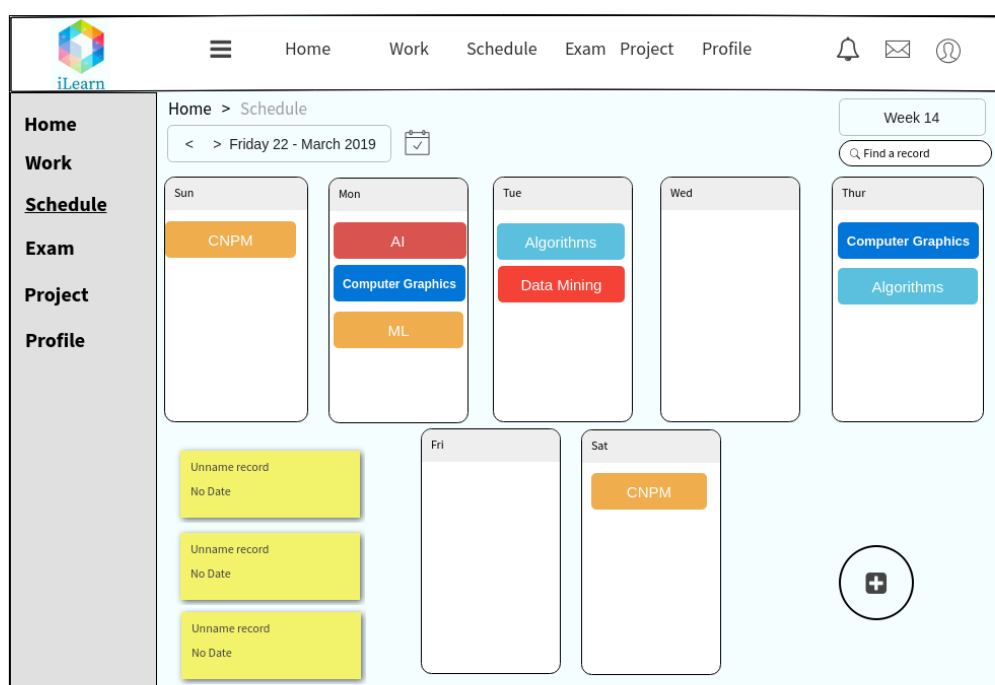 iLearn
Home Work Schedule Exam Project Profile
Home
Work
Schedule
Exam
Project
Profile
Home > Schedule
< > Friday 22 - March 2019
Week 14
Find a record
Sun
CNPM
Mon
AI
Computer Graphics
ML
Tue
Algorithms
Data Mining
Wed
Thur
Computer Graphics
Algorithms
Unname record
No Date
Unname record
No Date
Unname record
No Date
Fri
Sat
CNPM